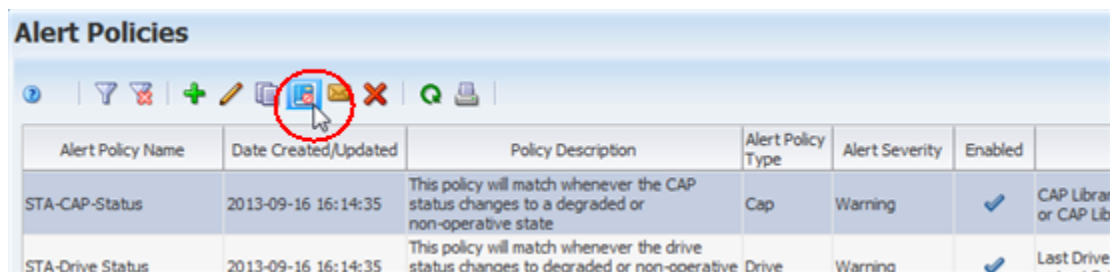 Alert Policies
Alert Policy Name Date Created/Updated Policy Description Alert Policy Type Alert Severity Enabled
This policy will match whenever the CAP
STA-CAP-Status 2013-09-16 16:14:35 status changes to a degraded or Cap Warning CAP Librar
non-operative state or CAP Lib
This policy will match whenever the drive
STA-Drive Status 2013-09-16 16:14:35 status changes to degraded or non-operative Drive Warning Last Drive